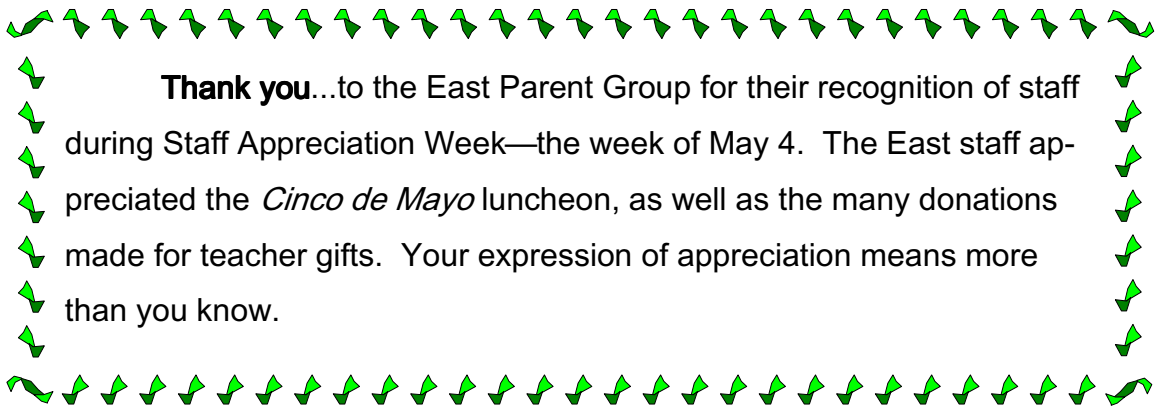 Thank you...to the East Parent Group for their recognition of staff
during Staff Appreciation Week—the week of May 4.  The East staff ap-
preciated the Cinco de Mayo luncheon, as well as the many donations
made for teacher gifts.  Your expression of appreciation means more
than you know.